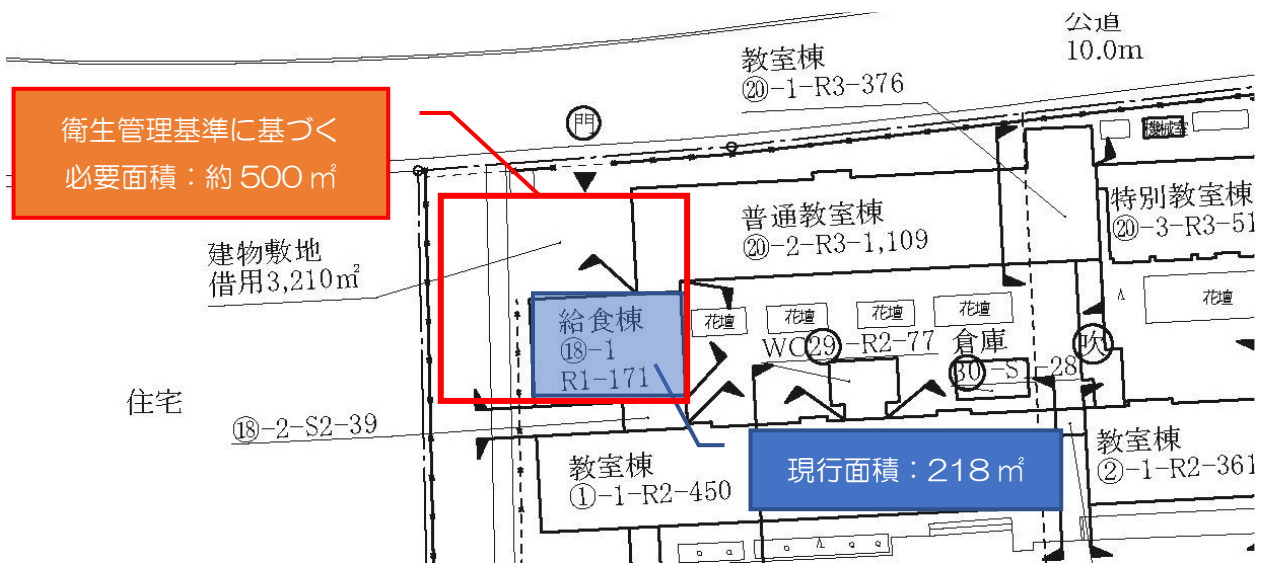 公道
10.0m
教室棟
⑳-1-R3-376
衛生管理基準に基づく
必要面積：約 500 ㎡
門
機械室
特別教室棟
⑳-3-R3-51
普通教室棟
⑳-2-R3-1,109
建物敷地
借用3,210㎡
花壇
花壇
花壇
花壇
花壇
給食棟
⑱-1
R1-171
WC29-R2-77
倉庫
30-S1-28
吹
住宅
⑱-2-S2-39
教室棟
①-1-R2-450
現行面積：218 ㎡
教室棟
②-1-R2-361